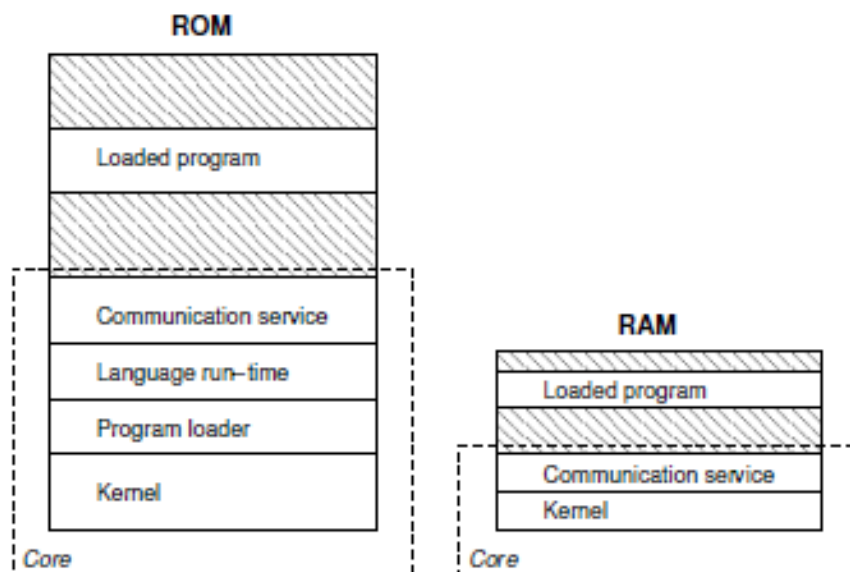 ROM
Loaded program
Communication service
Language run-time
Program loader
Kernel
Core
RAM
Loaded program
Communication service
Kernel
Core